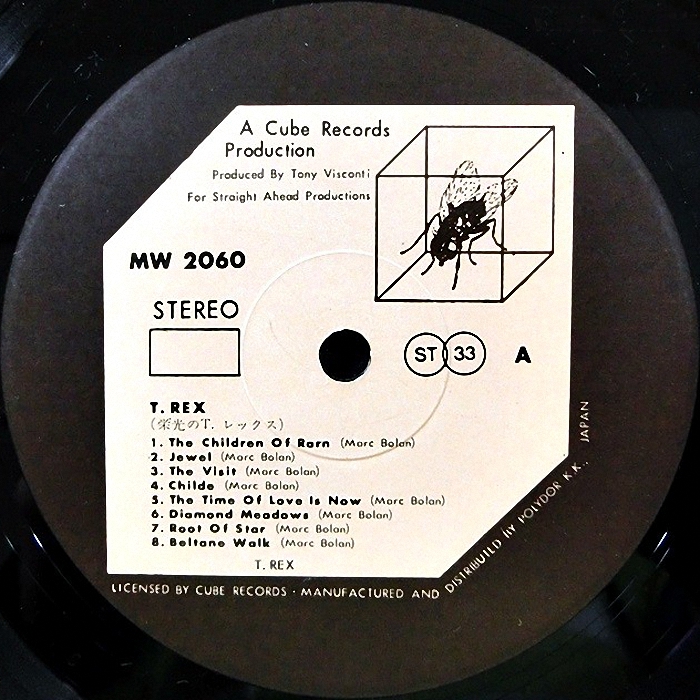 A Cube Records
Production
Produced By Tony Visconti
For Straight Ahead Productions
MW 2060
STEREO
ST 33 A
T. REX
(栄光のT. レックス)
1. The Children Of Rarn (Marc Bolan)
2. Jewel (Marc Bolan)
3. The Visit (Marc Bolan)
4. Childe (Marc Bolan)
5. The Time Of Love Is Now (Marc Bolan)
6. Diamond Meadows (Marc Bolan)
7. Root Of Star (Marc Bolan)
8. Beltane Walk (Marc Bolan)
T. REX
LICENSED BY CUBE RECORDS · MANUFACTURED AND DISTRIBUTED BY POLYDOR K.K., JAPAN